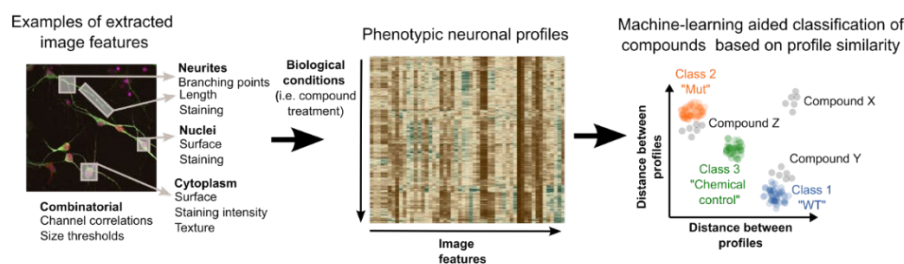 Examples of extracted
image features
Neurites
Branching points
Length
Staining
Nuclei
Surface
Staining
Cytoplasm
Surface
Staining intensity
Texture
Combinatorial
Channel correlations
Size thresholds
Phenotypic neuronal profiles
Biological
conditions
(i.e. compound
treatment)
Image
features
Machine-learning aided classification of
compounds based on profile similarity
Distance between
profiles
Class 2
"Mut"
Compound Z
Compound X
Class 3
"Chemical
control"
Compound Y
Class 1
"WT"
Distance between
profiles